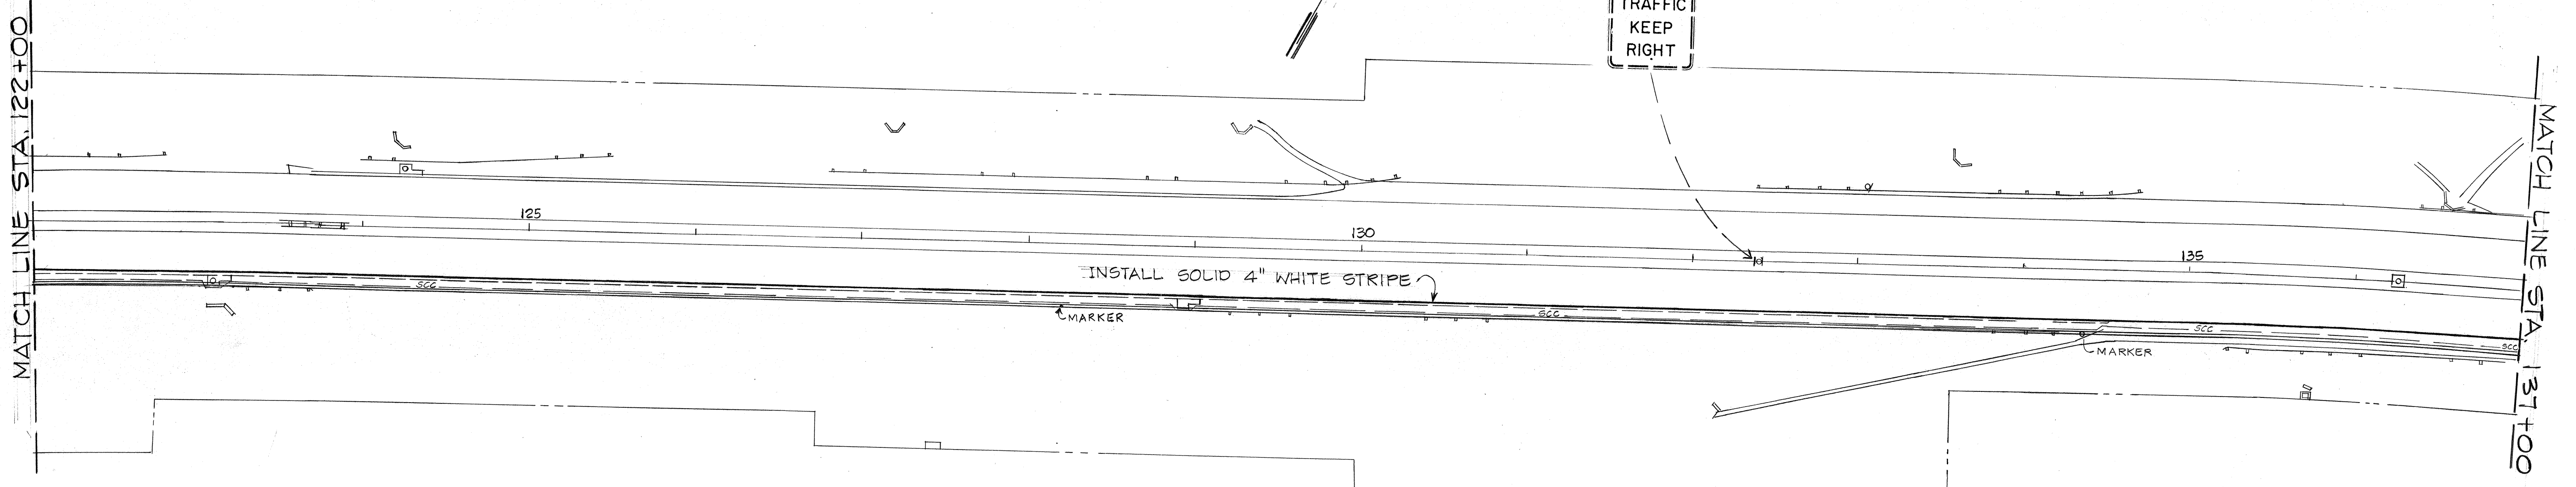 TRAFFIC
KEEP
RIGHT
MATCH LINE STA. 122+00
125
130
135
INSTALL SOLID 4" WHITE STRIPE
SCC
MARKER
SCC
SCC
SCC
MARKER
MATCH LINE STA. 137+00